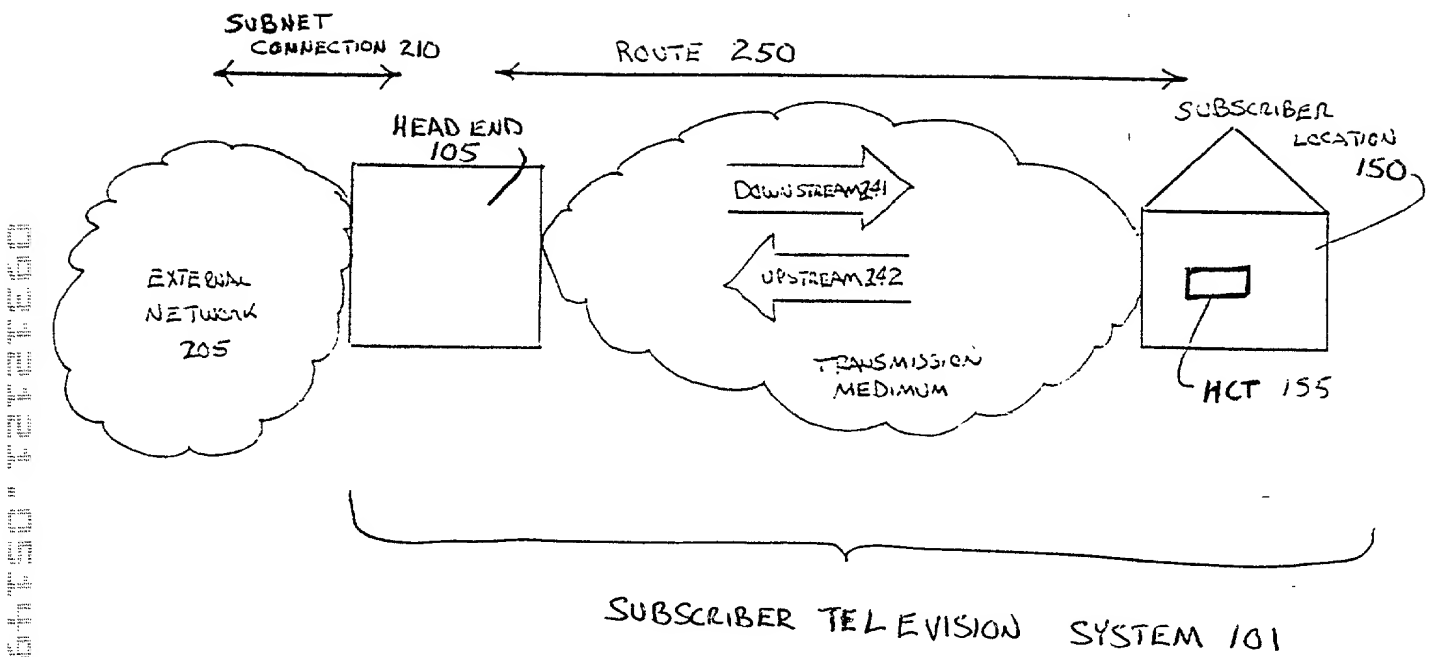 SUBNET
CONNECTION 210
ROUTE 250
HEAD END
105
SUBSCRIBER
LOCATION
150
DOWNSTREAM 241
UPSTREAM 242
EXTERNAL
NETWORK
205
TRANSMISSION
MEDIMUM
HCT 155
SUBSCRIBER TELEVISION SYSTEM 101